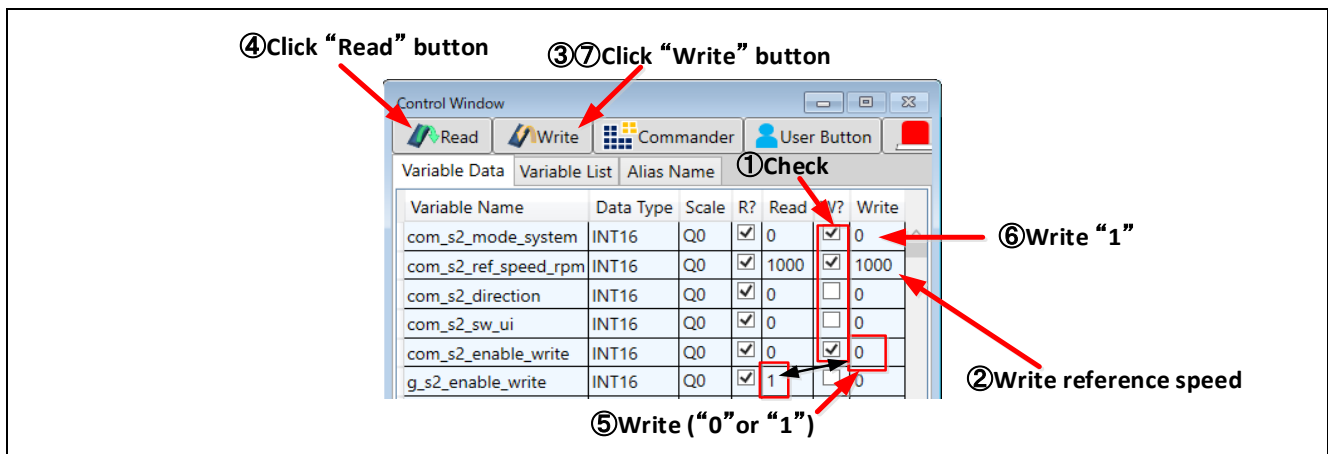 ④Click “Read” button
③⑦Click “Write” button
Control Window
Read Write Commander User Button
Variable Data Variable List Alias Name
①Check
Variable Name Data Type Scale R? Read W? Write
com_s2_mode_system INT16 Q0 0 0
⑥Write “1”
com_s2_ref_speed_rpm INT16 Q0 1000 1000
com_s2_direction INT16 Q0 0 0
com_s2_sw_ui INT16 Q0 0 0
com_s2_enable_write INT16 Q0 0 0
g_s2_enable_write INT16 Q0 1 0
②Write reference speed
⑤Write (“0”or “1”)